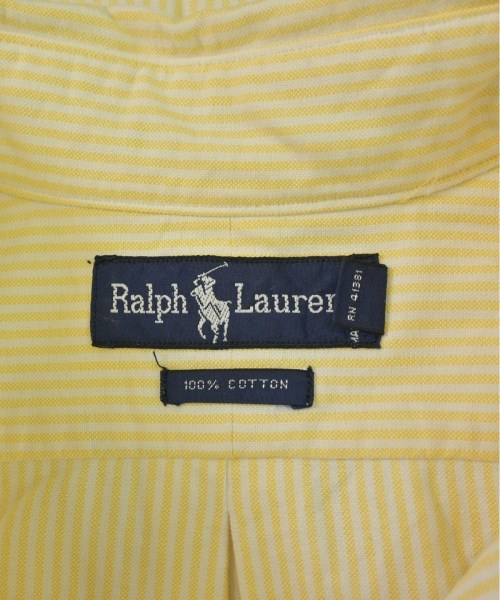 Ralph Lauren
RN 41381
100% COTTON